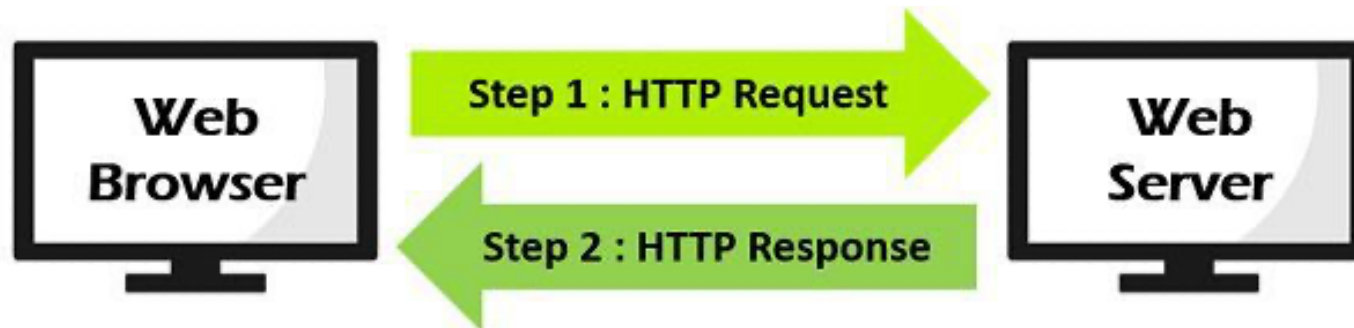 Web
Browser
Step 1 : HTTP Request
Step 2 : HTTP Response
Web
Server